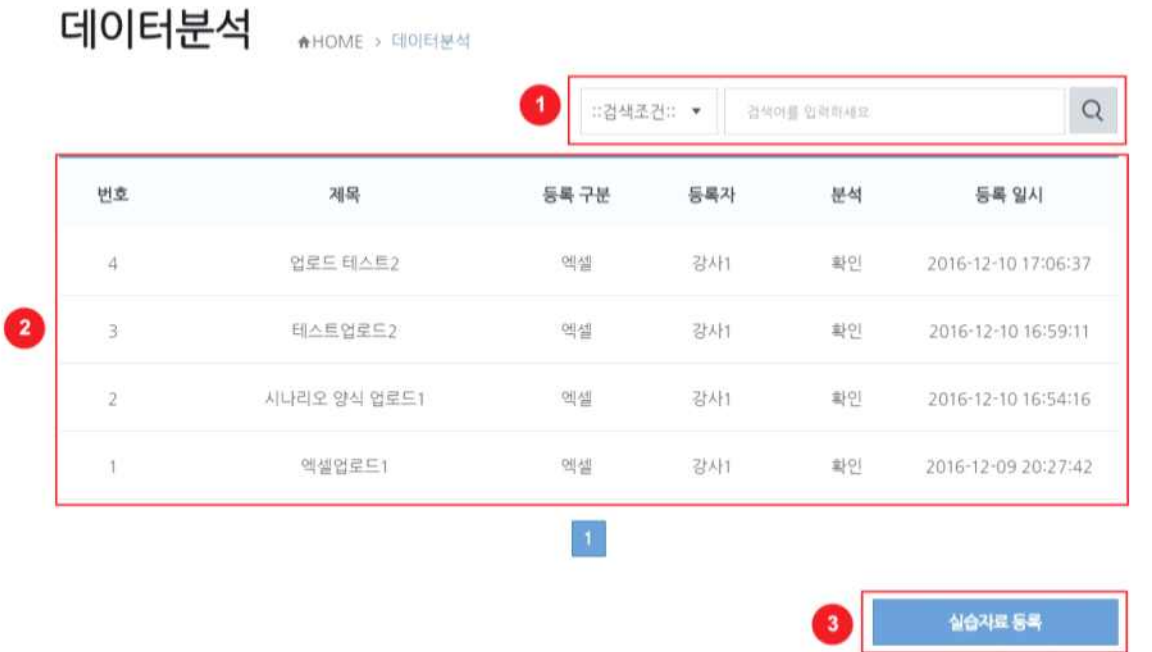 데이터분석 HOME > 데이터분석
1 ::검색조건:: 검색어를 입력하세요
번호 제목 등록 구분 등록자 분석 등록 일시
4 업로드 테스트2 엑셀 강사1 확인 2016-12-10 17:06:37
2
3 테스트업로드2 엑셀 강사1 확인 2016-12-10 16:59:11
2 시나리오 양식 업로드1 엑셀 강사1 확인 2016-12-10 16:54:16
1 엑셀업로드1 엑셀 강사1 확인 2016-12-09 20:27:42
1
3 실습자료 등록